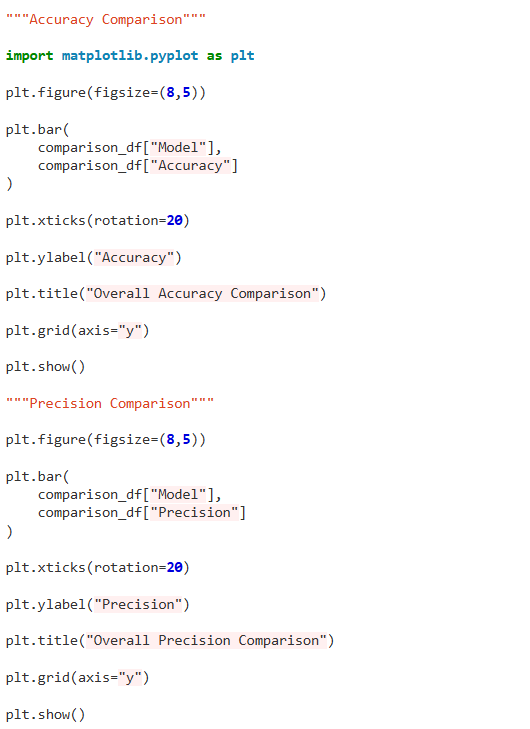 """Accuracy Comparison"""
import matplotlib.pyplot as plt
plt.figure(figsize=(8,5))
plt.bar(
    comparison_df["Model"],
    comparison_df["Accuracy"]
)
plt.xticks(rotation=20)
plt.ylabel("Accuracy")
plt.title("Overall Accuracy Comparison")
plt.grid(axis="y")
plt.show()
"""Precision Comparison"""
plt.figure(figsize=(8,5))
plt.bar(
    comparison_df["Model"],
    comparison_df["Precision"]
)
plt.xticks(rotation=20)
plt.ylabel("Precision")
plt.title("Overall Precision Comparison")
plt.grid(axis="y")
plt.show()